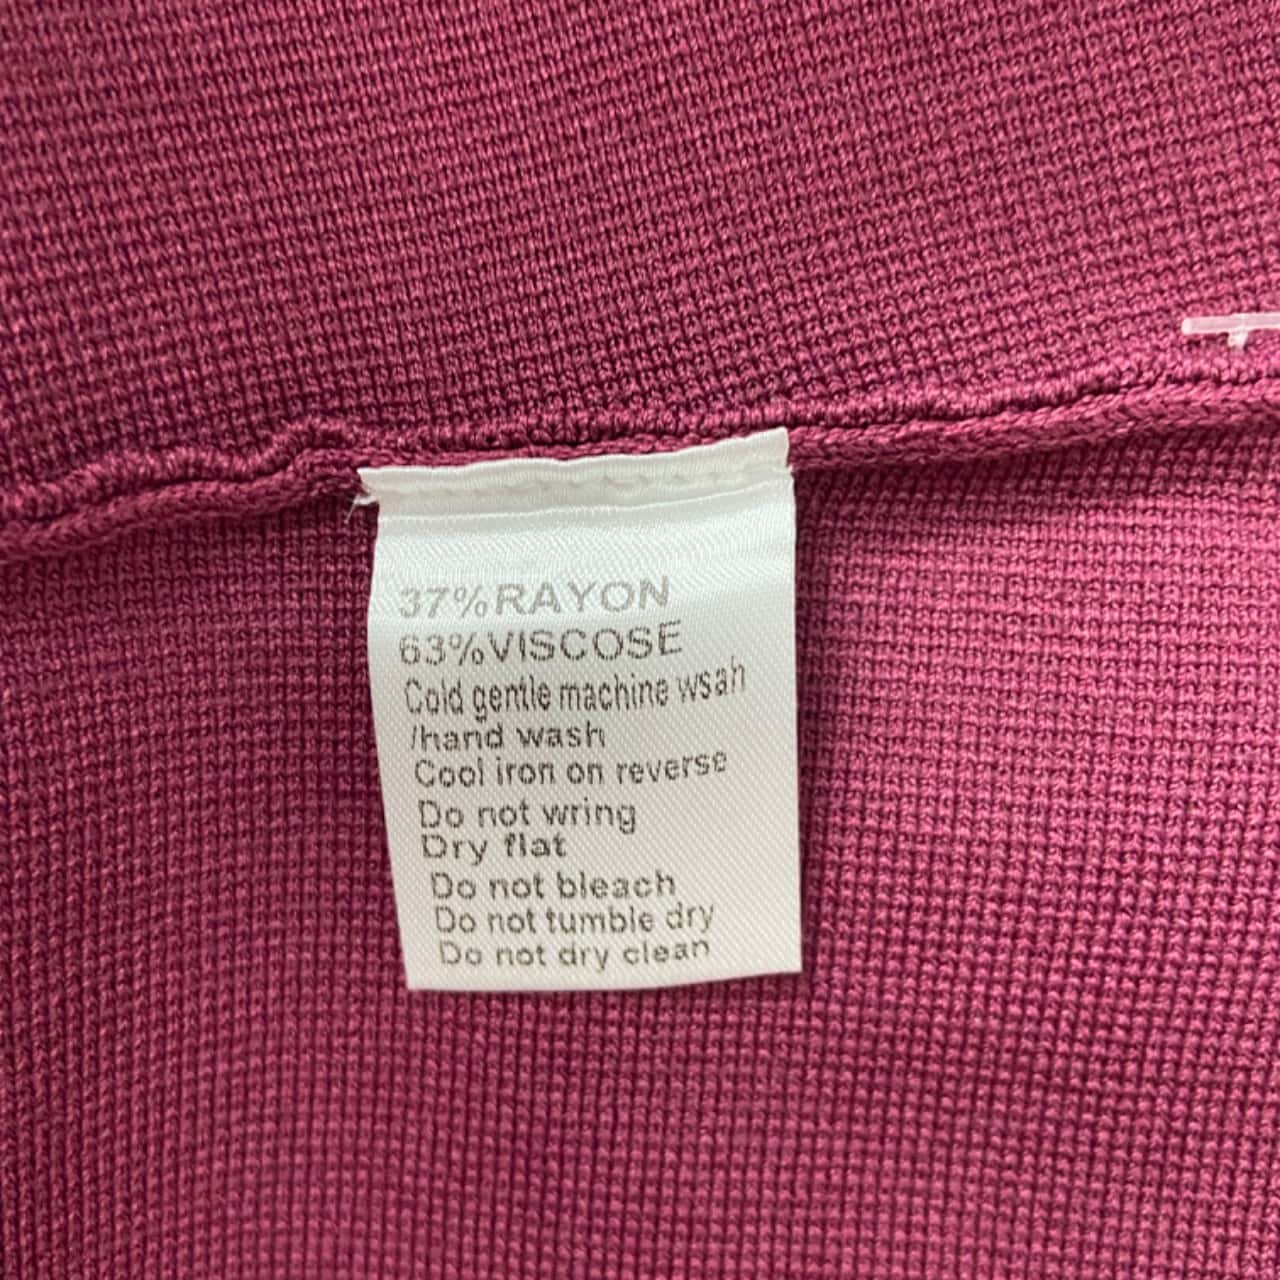 37%RAYON
63%VISCOSE
Cold gentle machine wsah
/hand wash
Cool iron on reverse
Do not wring
Dry flat
Do not bleach
Do not tumble dry
Do not dry clean